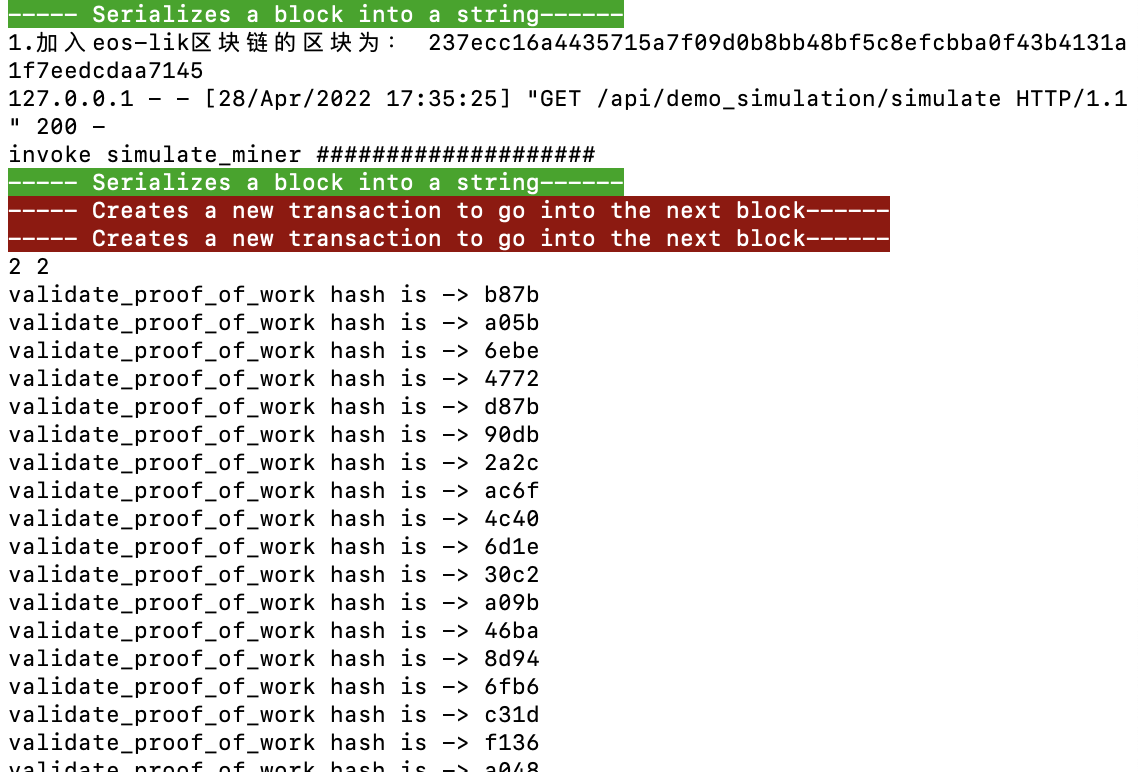 ----- Serializes a block into a string------
1.加入eos-lik区块链的区块为： 237ecc16a4435715a7f09d0b8bb48bf5c8efcbba0f43b4131a
1f7eedcdaa7145
127.0.0.1 - - [28/Apr/2022 17:35:25] "GET /api/demo_simulation/simulate HTTP/1.1
" 200 -
invoke simulate_miner ####################
----- Serializes a block into a string------
----- Creates a new transaction to go into the next block------
----- Creates a new transaction to go into the next block------
2 2
validate_proof_of_work hash is -> b87b
validate_proof_of_work hash is -> a05b
validate_proof_of_work hash is -> 6ebe
validate_proof_of_work hash is -> 4772
validate_proof_of_work hash is -> d87b
validate_proof_of_work hash is -> 90db
validate_proof_of_work hash is -> 2a2c
validate_proof_of_work hash is -> ac6f
validate_proof_of_work hash is -> 4c40
validate_proof_of_work hash is -> 6d1e
validate_proof_of_work hash is -> 30c2
validate_proof_of_work hash is -> a09b
validate_proof_of_work hash is -> 46ba
validate_proof_of_work hash is -> 8d94
validate_proof_of_work hash is -> 6fb6
validate_proof_of_work hash is -> c31d
validate_proof_of_work hash is -> f136
validate_proof_of_work hash is -> a048